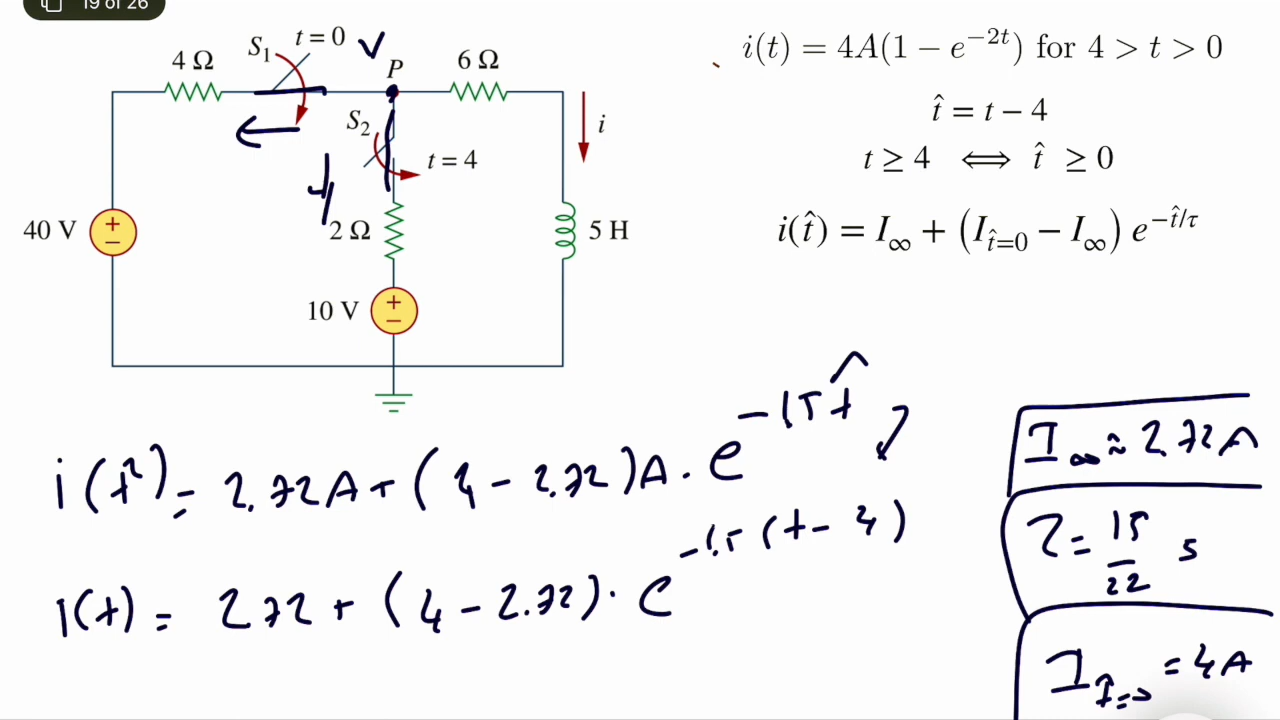 19 of 26
t = 0
S₁
4 Ω
P
6 Ω
S₂
t = 4
i
40 V
2 Ω
5 H
10 V
i(t) = 4A(1 − e^{−2t}) for 4 > t > 0
t̂ = t − 4
t ≥ 4 ⟺ t̂ ≥ 0
i(t̂) = I_∞ + (I_{t̂=0} − I_∞) e^{−t̂/τ}
i(t̂) = 2.72A + (4 − 2.72)A · e^{−1.5t̂}
i(t) = 2.72 + (4 − 2.72) · e^{−1.5(t−4)}
I_∞ ≈ 2.72A
τ = 15/22 s
I_{t̂=0} = 4A